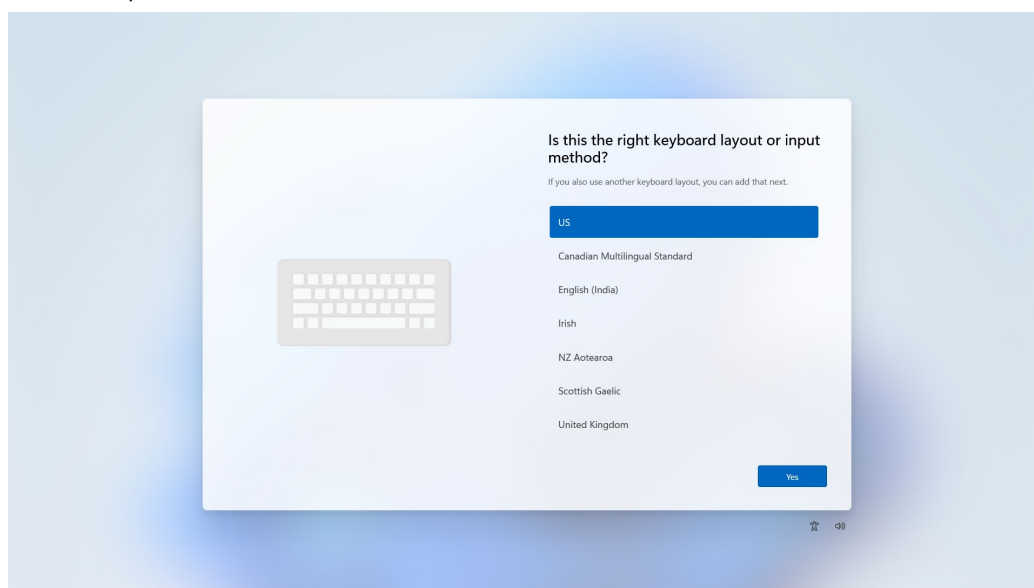 Is this the right keyboard layout or input
method?
If you also use another keyboard layout, you can add that next.
US
Canadian Multilingual Standard
English (India)
Irish
NZ Aotearoa
Scottish Gaelic
United Kingdom
Yes